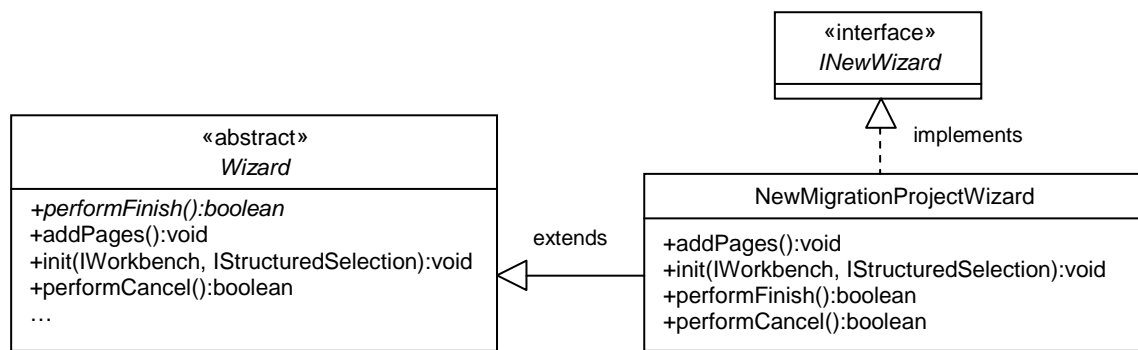 «interface»
INewWizard
implements
«abstract»
Wizard
+performFinish():boolean
+addPages():void
+init(IWorkbench, IStructuredSelection):void
+performCancel():boolean
…
extends
NewMigrationProjectWizard
+addPages():void
+init(IWorkbench, IStructuredSelection):void
+performFinish():boolean
+performCancel():boolean